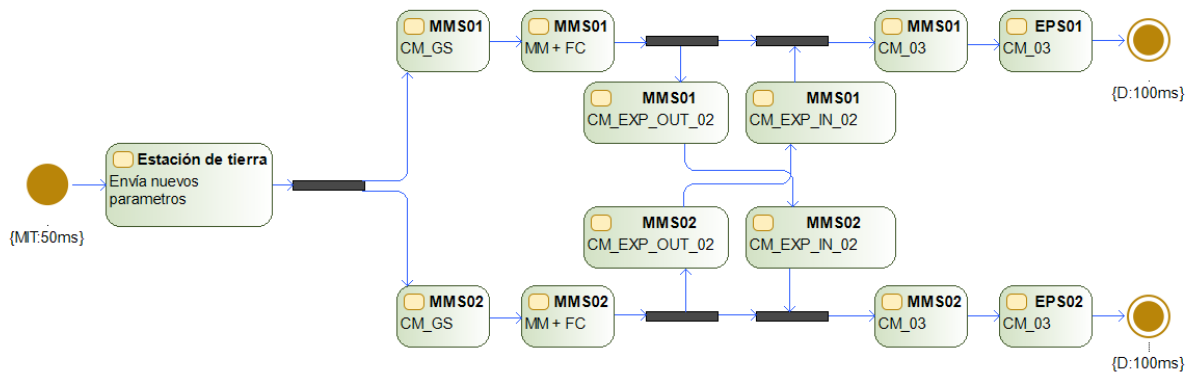 MMS01
CM_GS
MMS01
MM + FC
MMS01
CM_03
EPS01
CM_03
{D:100ms}
MMS01
CM_EXP_OUT_02
MMS01
CM_EXP_IN_02
Estación de tierra
Envía nuevos
parametros
{MIT:50ms}
MMS02
CM_EXP_OUT_02
MMS02
CM_EXP_IN_02
MMS02
CM_GS
MMS02
MM + FC
MMS02
CM_03
EPS02
CM_03
{D:100ms}